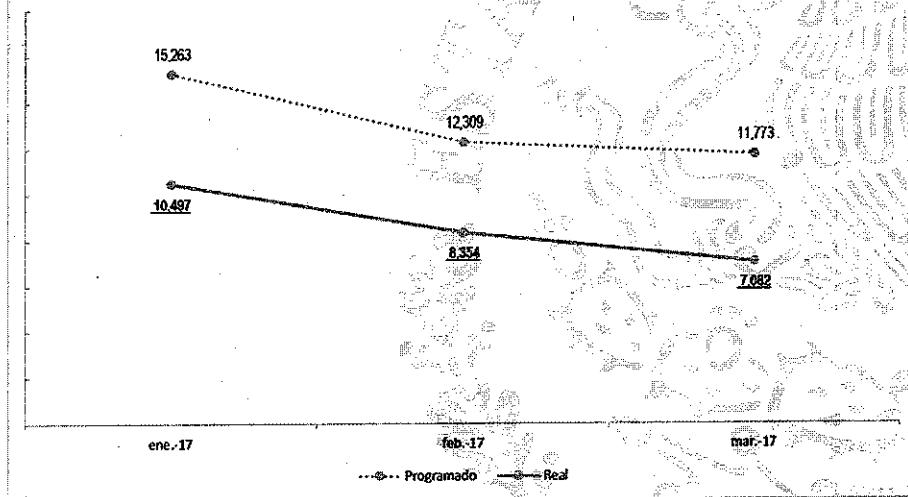 15,263
12,309
11,773
10,497
8,354
7,082
ene.-17
feb.-17
mar.-17
Programado
Real